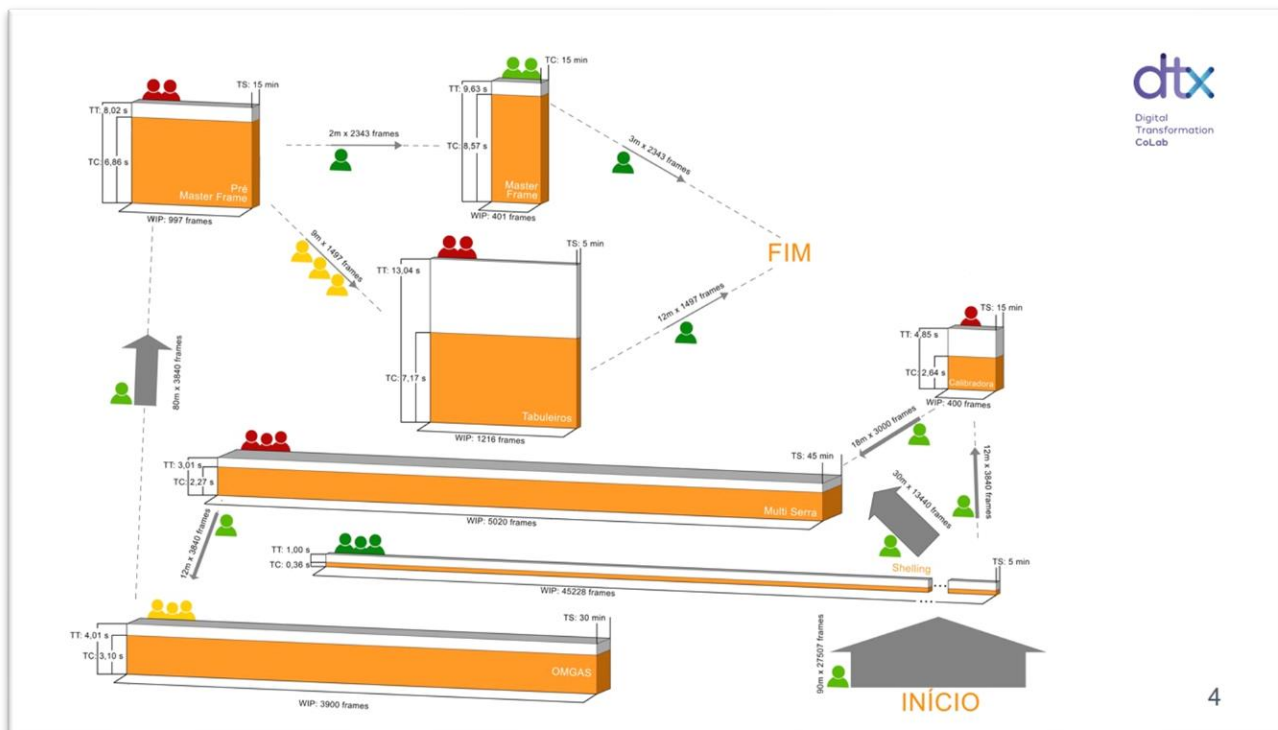 dtx
Digital
Transformation
CoLab
TS: 15 min
TT: 8,02 s
TC: 6,86 s
Pré
Master Frame
WIP: 997 frames
2m x 2343 frames
TC: 15 min
TT: 9,63 s
TC: 8,57 s
Master
Frame
WIP: 401 frames
3m x 2343 frames
FIM
9m x 1497 frames
TS: 5 min
TT: 13,04 s
TC: 7,17 s
Tabuleiros
WIP: 1216 frames
12m x 1497 frames
TS: 15 min
TT: 4,85 s
TC: 2,64 s
Calibradora
WIP: 400 frames
80m x 3840 frames
18m x 3000 frames
12m x 3840 frames
30m x 13440 frames
TS: 45 min
TT: 3,01 s
TC: 2,27 s
Multi Serra
WIP: 5020 frames
12m x 3840 frames
Shelling
TS: 5 min
TT: 1,00 s
TC: 0,36 s
WIP: 45228 frames
TS: 30 min
TT: 4,01 s
TC: 3,10 s
OMGAS
WIP: 3900 frames
90m x 27507 frames
INÍCIO
4